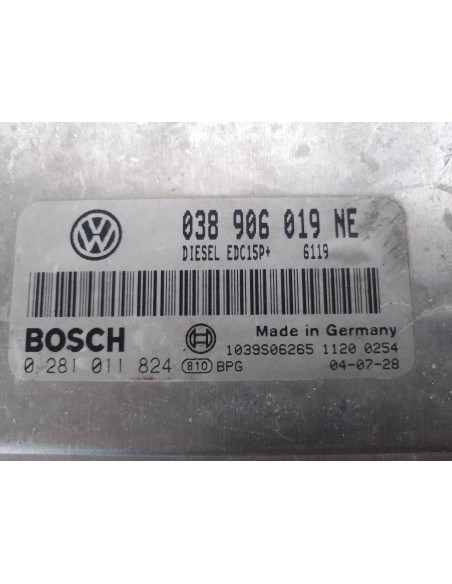 038 906 019 NE
DIESEL EDC15P+ 6119
BOSCH
Made in Germany
1039S06265 1120 0254
0 281 011 824 810 BPG 04-07-28